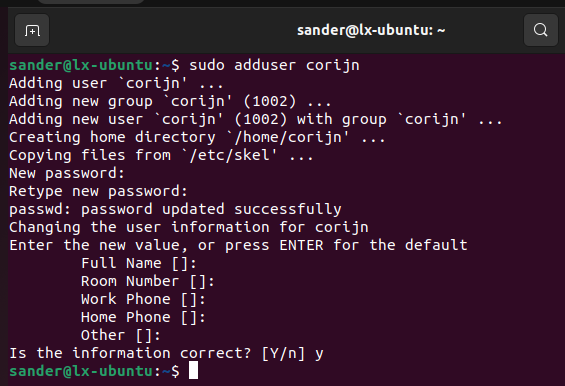 sander@lx-ubuntu: ~
sander@lx-ubuntu:~$ sudo adduser corijn
Adding user `corijn' ...
Adding new group `corijn' (1002) ...
Adding new user `corijn' (1002) with group `corijn' ...
Creating home directory `/home/corijn' ...
Copying files from `/etc/skel' ...
New password:
Retype new password:
passwd: password updated successfully
Changing the user information for corijn
Enter the new value, or press ENTER for the default
        Full Name []:
        Room Number []:
        Work Phone []:
        Home Phone []:
        Other []:
Is the information correct? [Y/n] y
sander@lx-ubuntu:~$